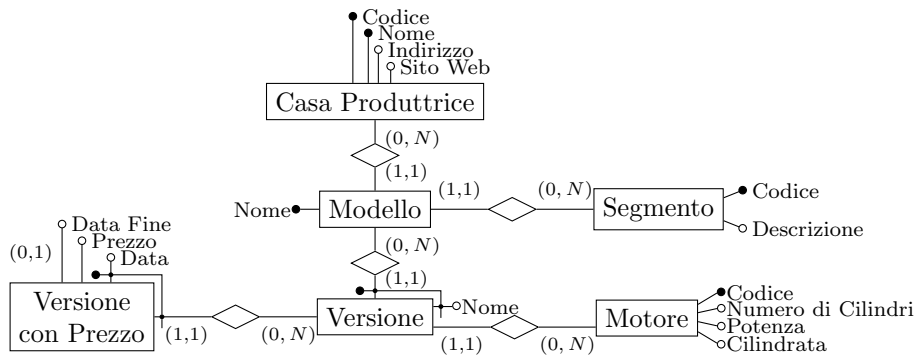 Codice
Nome
Indirizzo
Sito Web
Casa Produttrice
(0, N)
(1,1)
Nome
Modello
(1,1)
(0, N)
Segmento
Codice
Descrizione
(0, N)
(1,1)
Data Fine
Prezzo
Data
(0,1)
Versione
con Prezzo
(1,1)
(0, N)
Versione
Nome
(1,1)
(0, N)
Motore
Codice
Numero di Cilindri
Potenza
Cilindrata